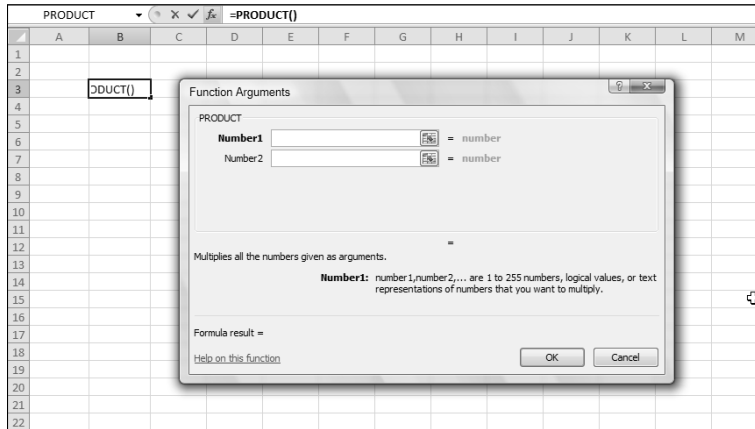 PRODUCT =PRODUCT()
A B C D E F G H I J K L M
1
2
3 ODUCT()
4
5
6
7
8
9
10
11
12
13
14
15
16
17
18
19
20
21
22
Function Arguments
PRODUCT
Number1 = number
Number2 = number
=
Multiplies all the numbers given as arguments.
Number1: number1,number2,... are 1 to 255 numbers, logical values, or text
representations of numbers that you want to multiply.
Formula result =
Help on this function OK Cancel